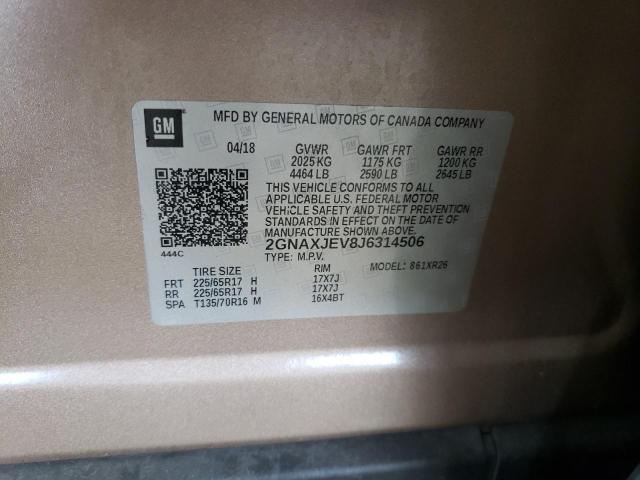 GM
MFD BY GENERAL MOTORS OF CANADA COMPANY
04/18 GVWR GAWR FRT GAWR RR
2025 KG 1175 KG 1200 KG
4464 LB 2590 LB 2645 LB
THIS VEHICLE CONFORMS TO ALL
APPLICABLE U.S. FEDERAL MOTOR
VEHICLE SAFETY AND THEFT PREVENTION
STANDARDS IN EFFECT ON THE DATE OF
MANUFACTURE SHOWN ABOVE.
444C
2GNAXJEV8J6314506
TYPE: M.P.V.
TIRE SIZE RIM MODEL: 861XR26
FRT 225/65R17 H 17X7J
RR 225/65R17 H 17X7J
SPA T135/70R16 M 16X4BT